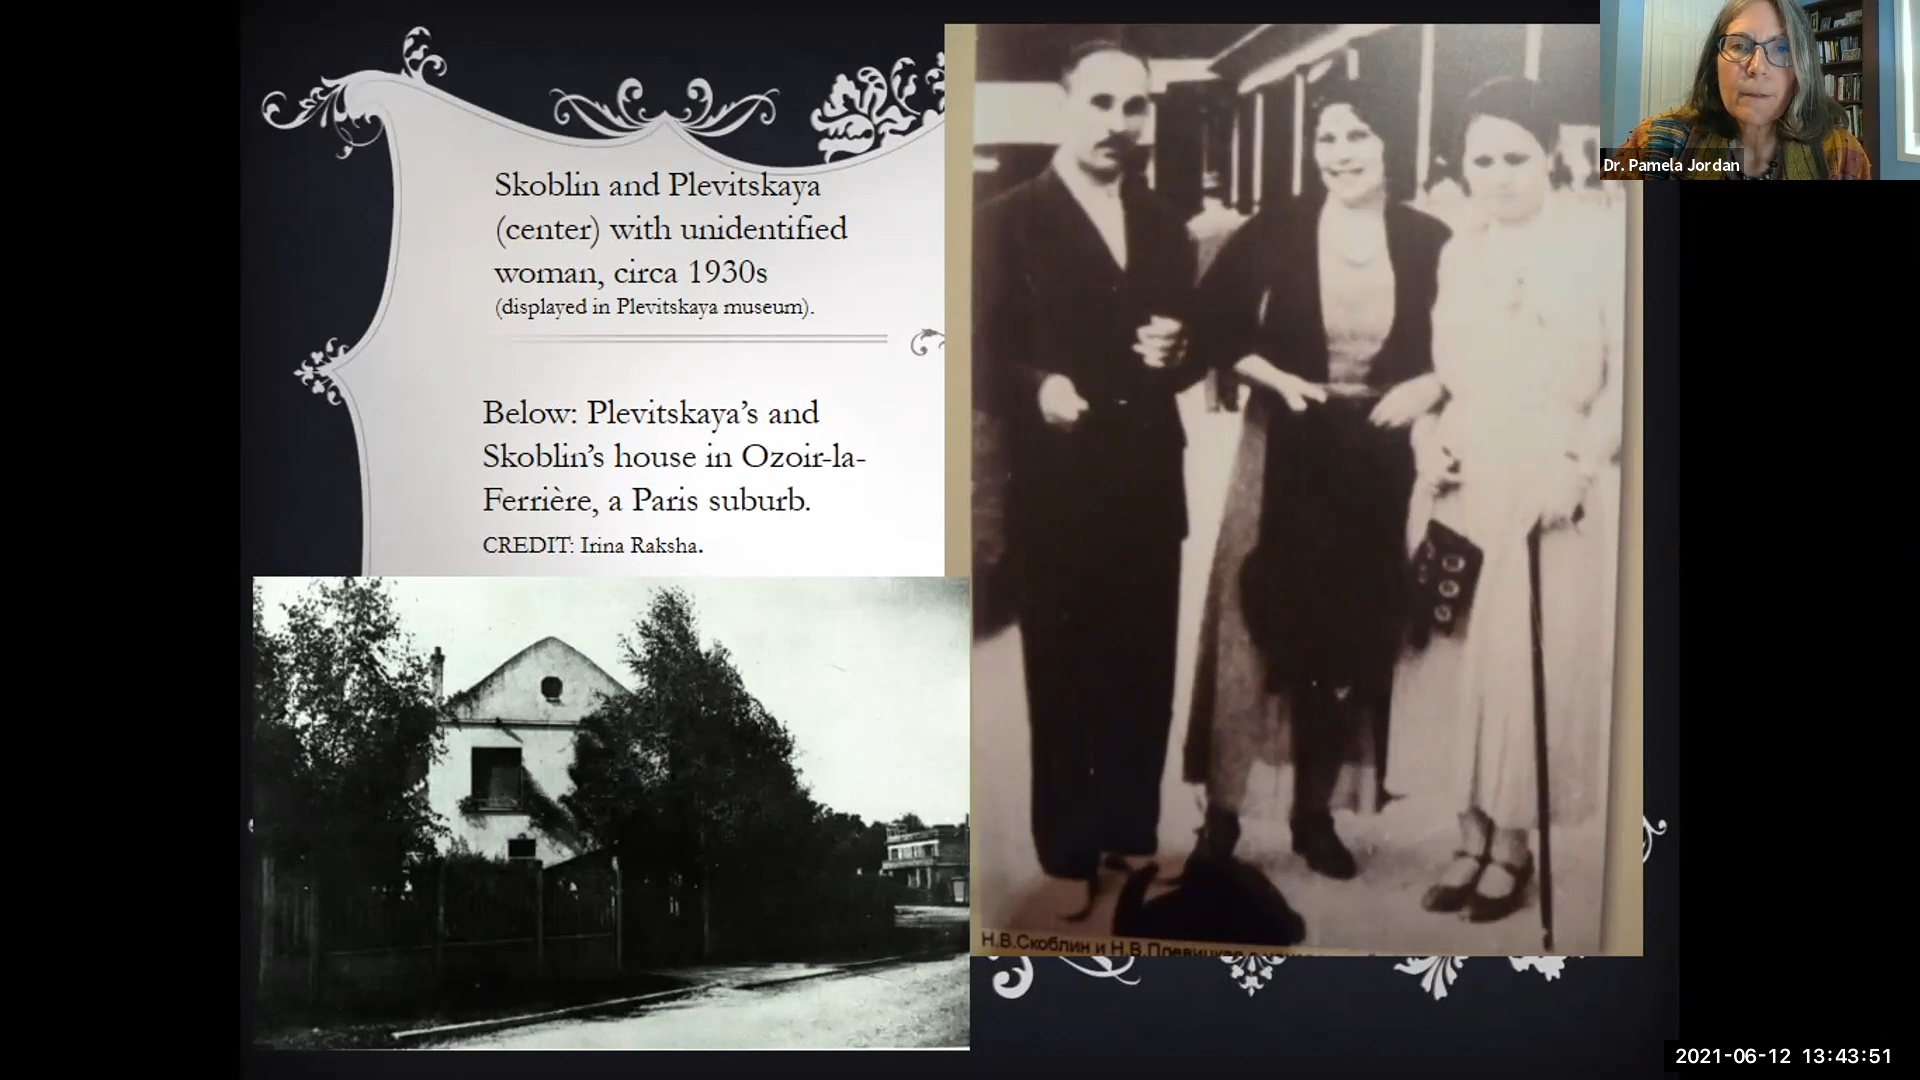 Skoblin and Plevitskaya
(center) with unidentified
woman, circa 1930s
(displayed in Plevitskaya museum).
Below: Plevitskaya’s and
Skoblin’s house in Ozoir-la-
Ferrière, a Paris suburb.
CREDIT: Irina Raksha.
Н.В.Скоблин и Н.В.Плевицкая с
Dr. Pamela Jordan
2021-06-12 13:43:51